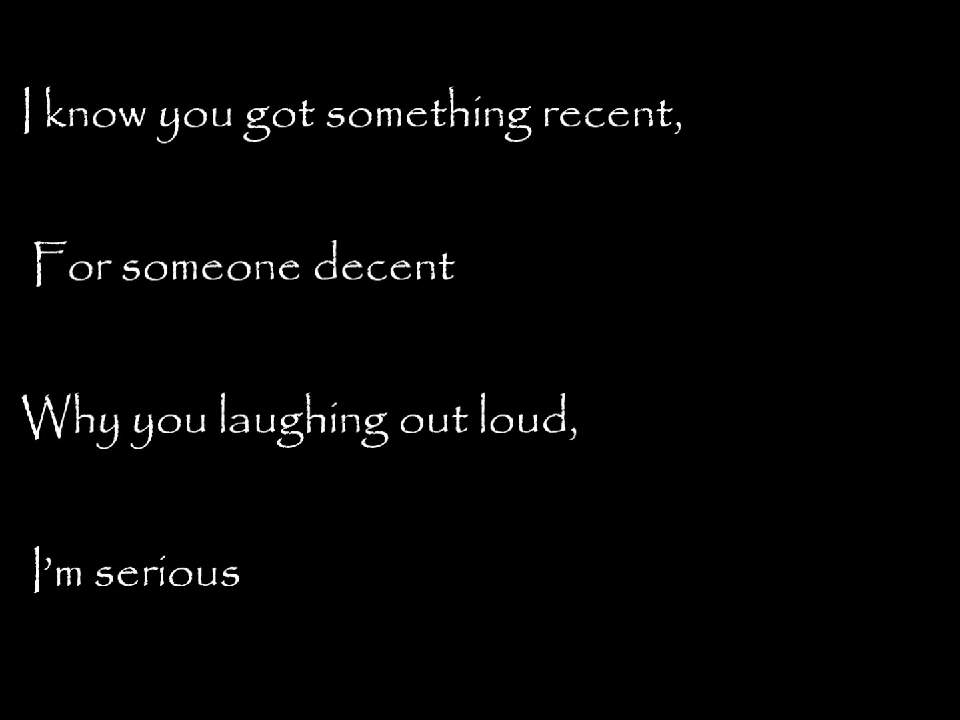 I know you got something recent,
For someone decent
Why you laughing out loud,
I'm serious